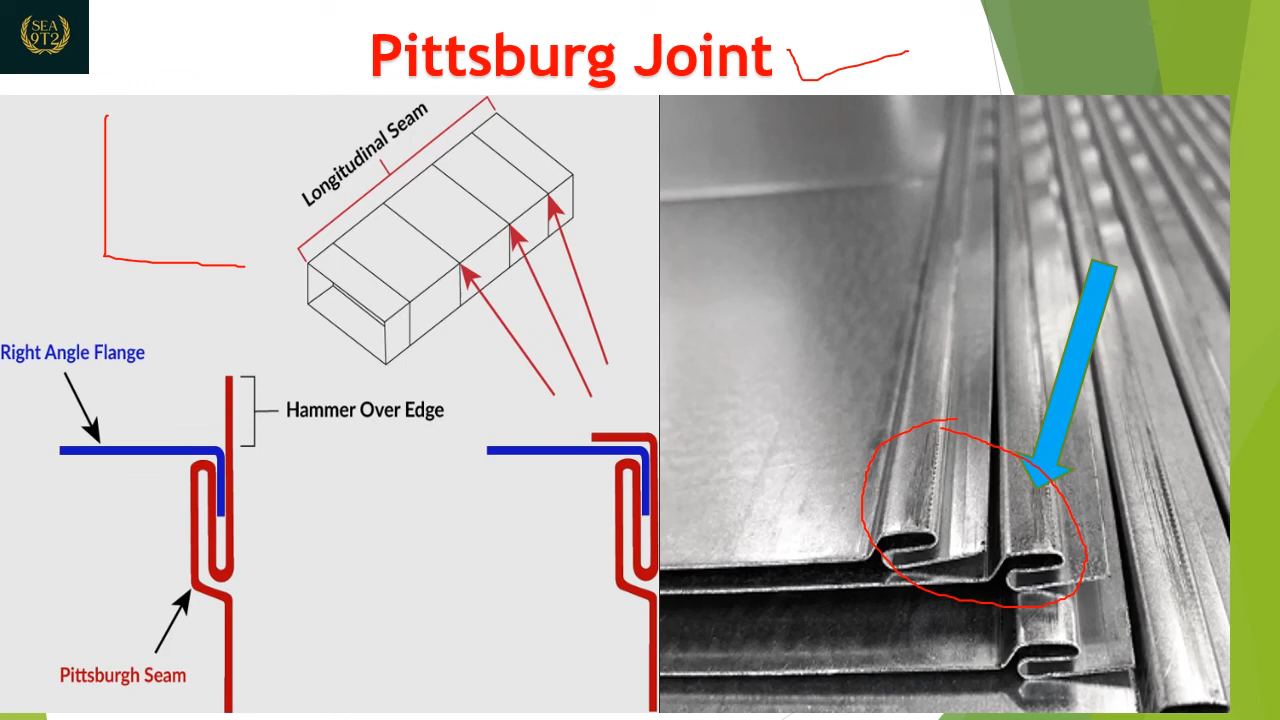 SEA
9T2
Pittsburg Joint
Longitudinal Seam
Right Angle Flange
Hammer Over Edge
Pittsburgh Seam